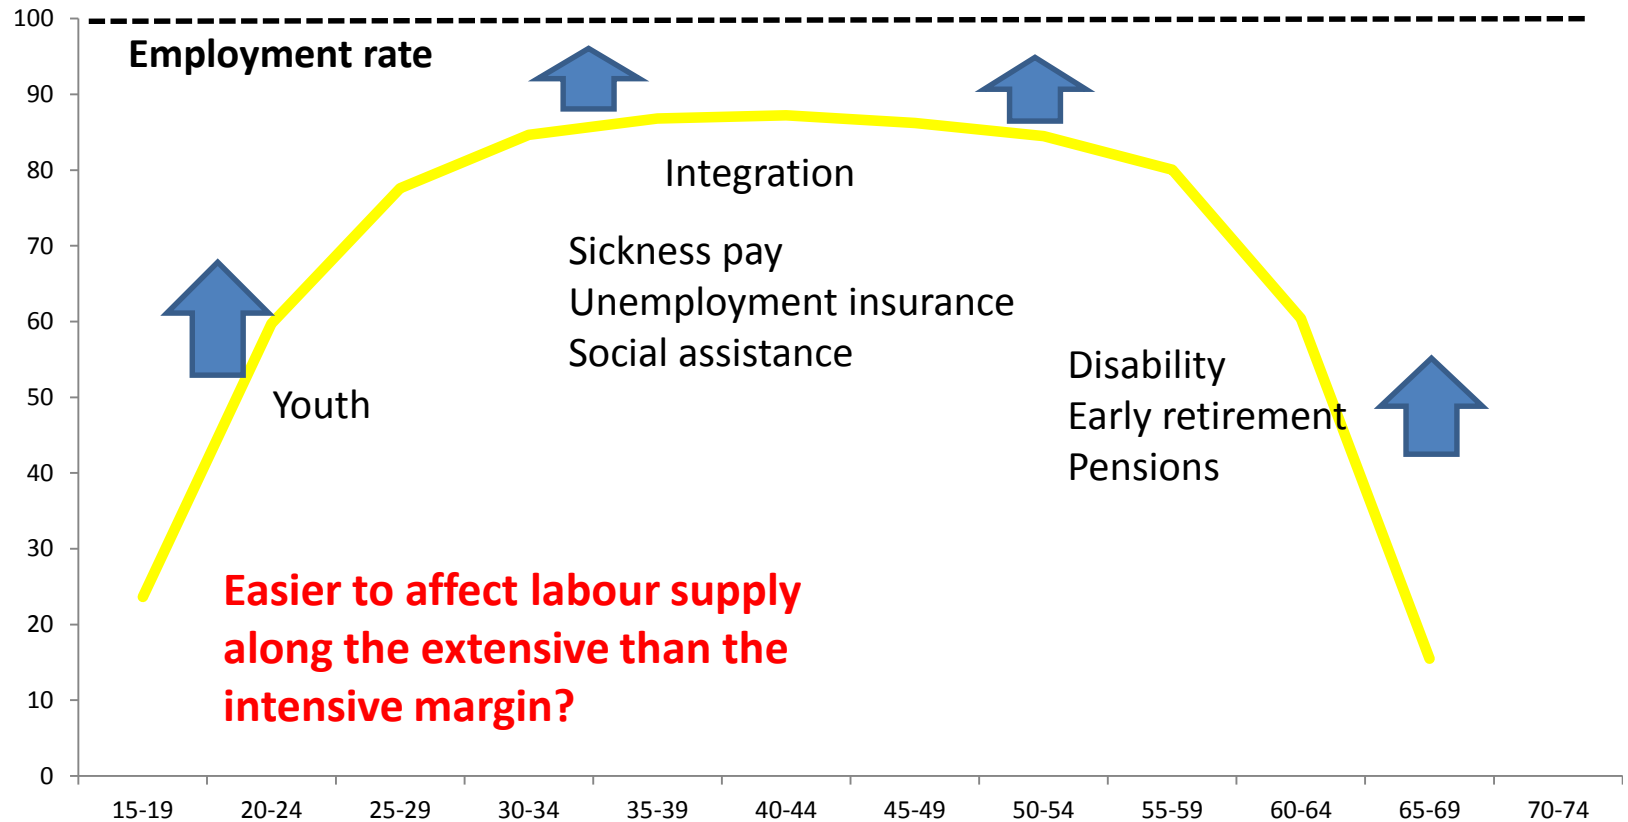 100
90
80
70
60
50
40
30
20
10
0
Employment rate
Integration
Sickness pay
Unemployment insurance
Social assistance
Youth
Disability
Early retirement
Pensions
Easier to affect labour supply
along the extensive than the
intensive margin?
15-19 20-24 25-29 30-34 35-39 40-44 45-49 50-54 55-59 60-64 65-69 70-74